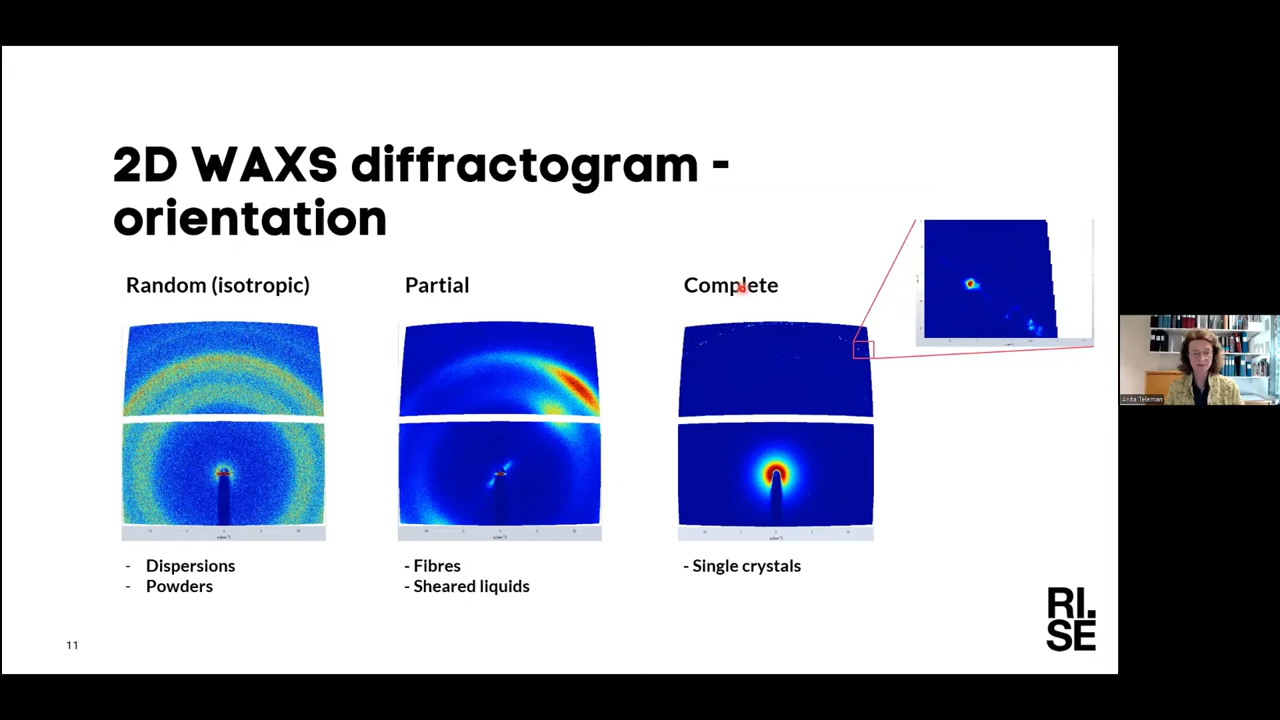 2D WAXS diffractogram -
orientation
Random (isotropic)
Partial
Complete
- Dispersions
- Powders
- Fibres
- Sheared liquids
- Single crystals
RI.
SE
11
Anita Teleman